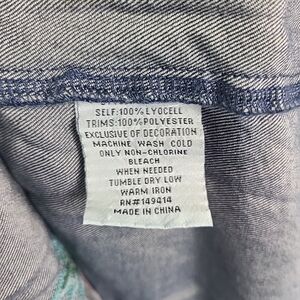 SELF:100% LYOCELL
TRIMS:100% POLYESTER
EXCLUSIVE OF DECORATION
MACHINE WASH COLD
ONLY NON-CHLORINE
BLEACH
WHEN NEEDED
TUMBLE DRY LOW
WARM IRON
RN#149414
MADE IN CHINA